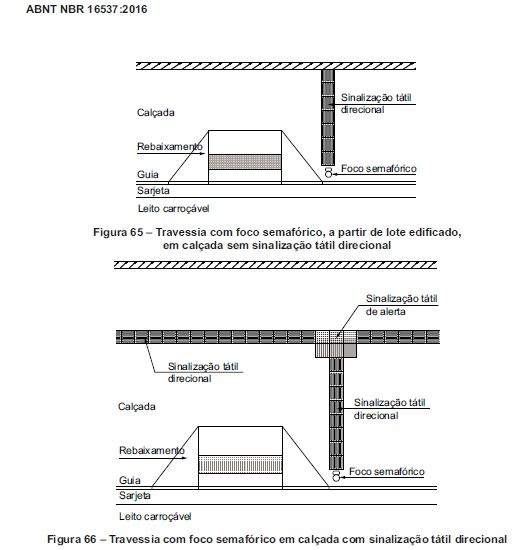 ABNT NBR 16537:2016
Sinalização tátil
direcional
Calçada
Rebaixamento
Foco semafórico
Guia
Sarjeta
Leito carroçável
Figura 65 – Travessia com foco semafórico, a partir de lote edificado,
em calçada sem sinalização tátil direcional
Sinalização tátil
de alerta
Sinalização tátil
direcional
Calçada
Sinalização tátil
direcional
Rebaixamento
Foco semafórico
Guia
Sarjeta
Leito carroçável
Figura 66 – Travessia com foco semafórico em calçada com sinalização tátil direcional